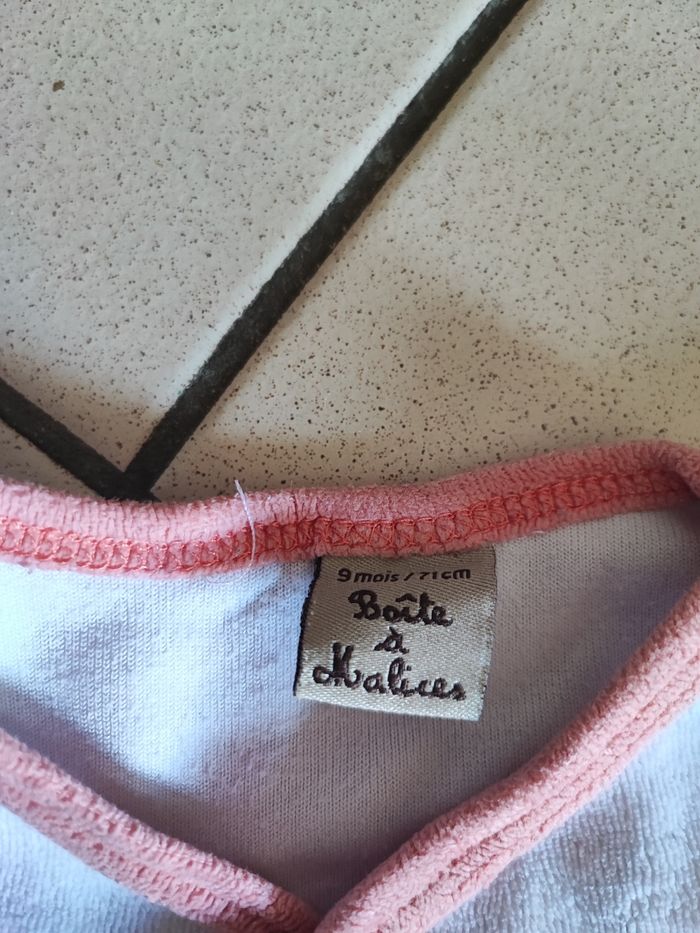 9 mois / 71 cm
Boîte
à
Malices